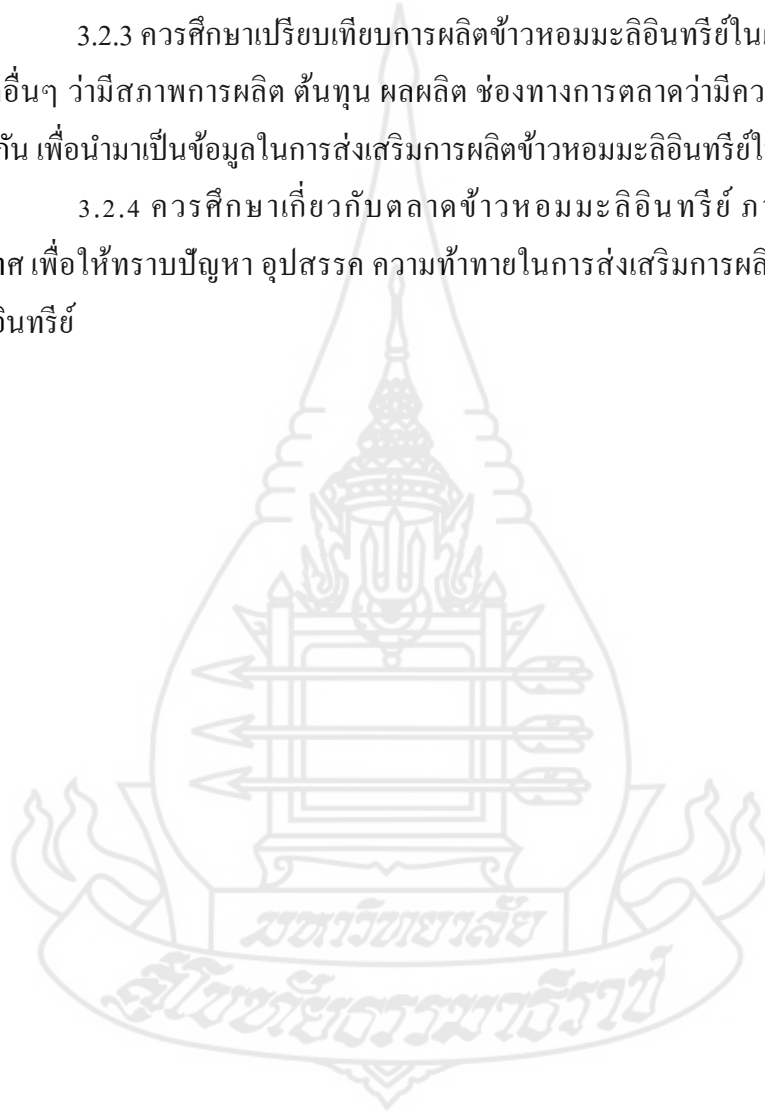 3.2.3 ควรศึกษาเปรียบเทียบการผลิตข้าวหอมมะลิอินทรีย์ใน
อื่นๆ ว่ามีสภาพการผลิต ต้นทุน ผลผลิต ช่องทางการตลาดว่ามีคว
กัน เพื่อนำมาเป็นข้อมูลในการส่งเสริมการผลิตข้าวหอมมะลิอินทรีย์
3.2.4 ควรศึกษาเกี่ยวกับตลาดข้าวหอมมะลิอินทรีย์ ภา
ศ เพื่อให้ทราบปัญหา อุปสรรค ความท้าทายในการส่งเสริมการผลิ
อินทรีย์
มหาวิทยาลัย
สุโขทัยธรรมาธิราช